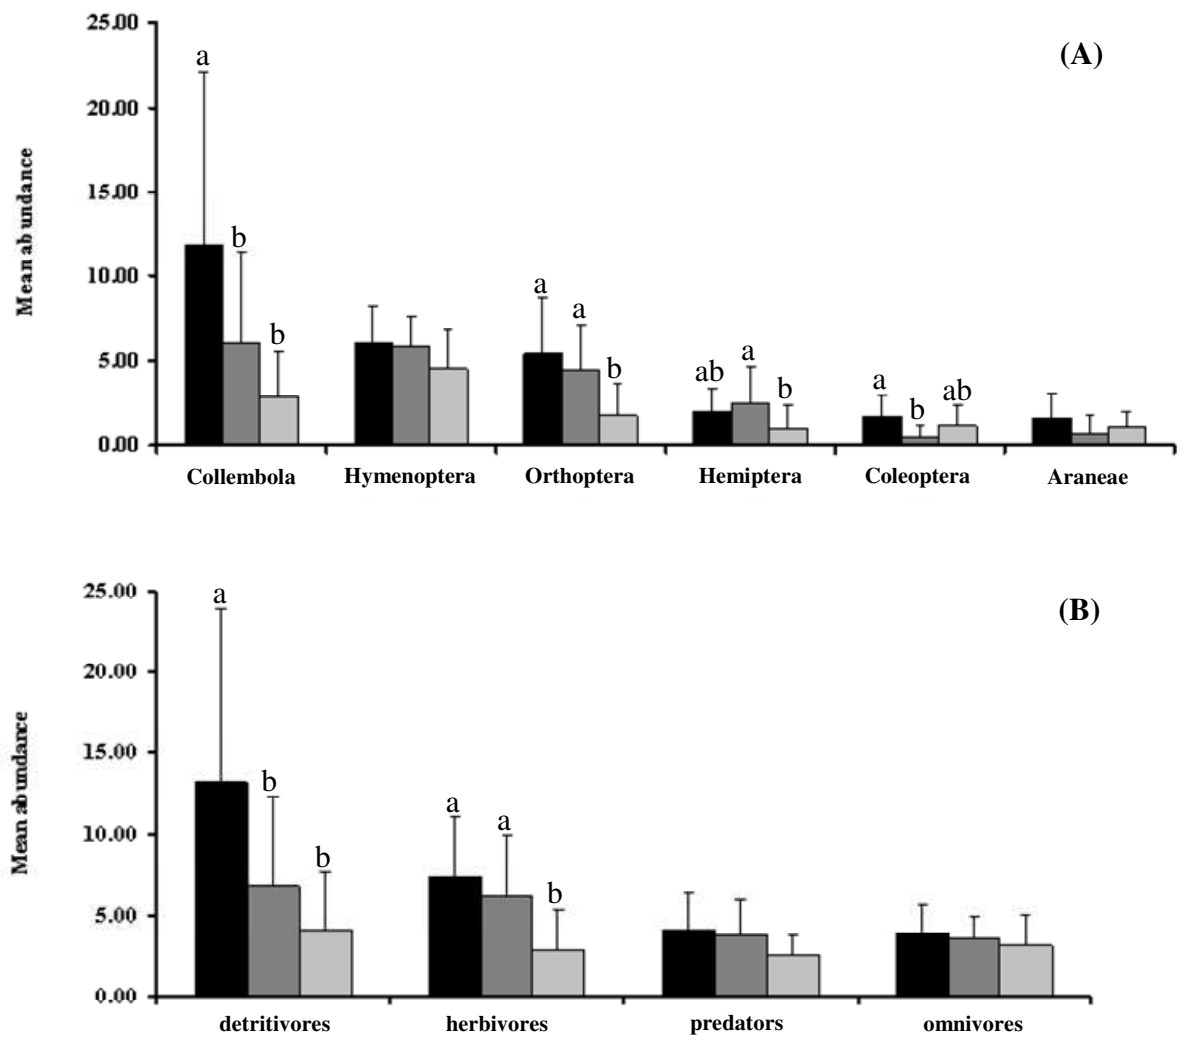 25.00
(A)
a
20.00
Mean abundance
15.00
b
10.00
a
a
b
5.00
b
ab
a
b
a
b
ab
0.00
Collembola Hymenoptera Orthoptera Hemiptera Coleoptera Araneae
25.00
a
(B)
20.00
Mean abundance
15.00
b
a
a
10.00
b
b
5.00
0.00
detritivores herbivores predators omnivores